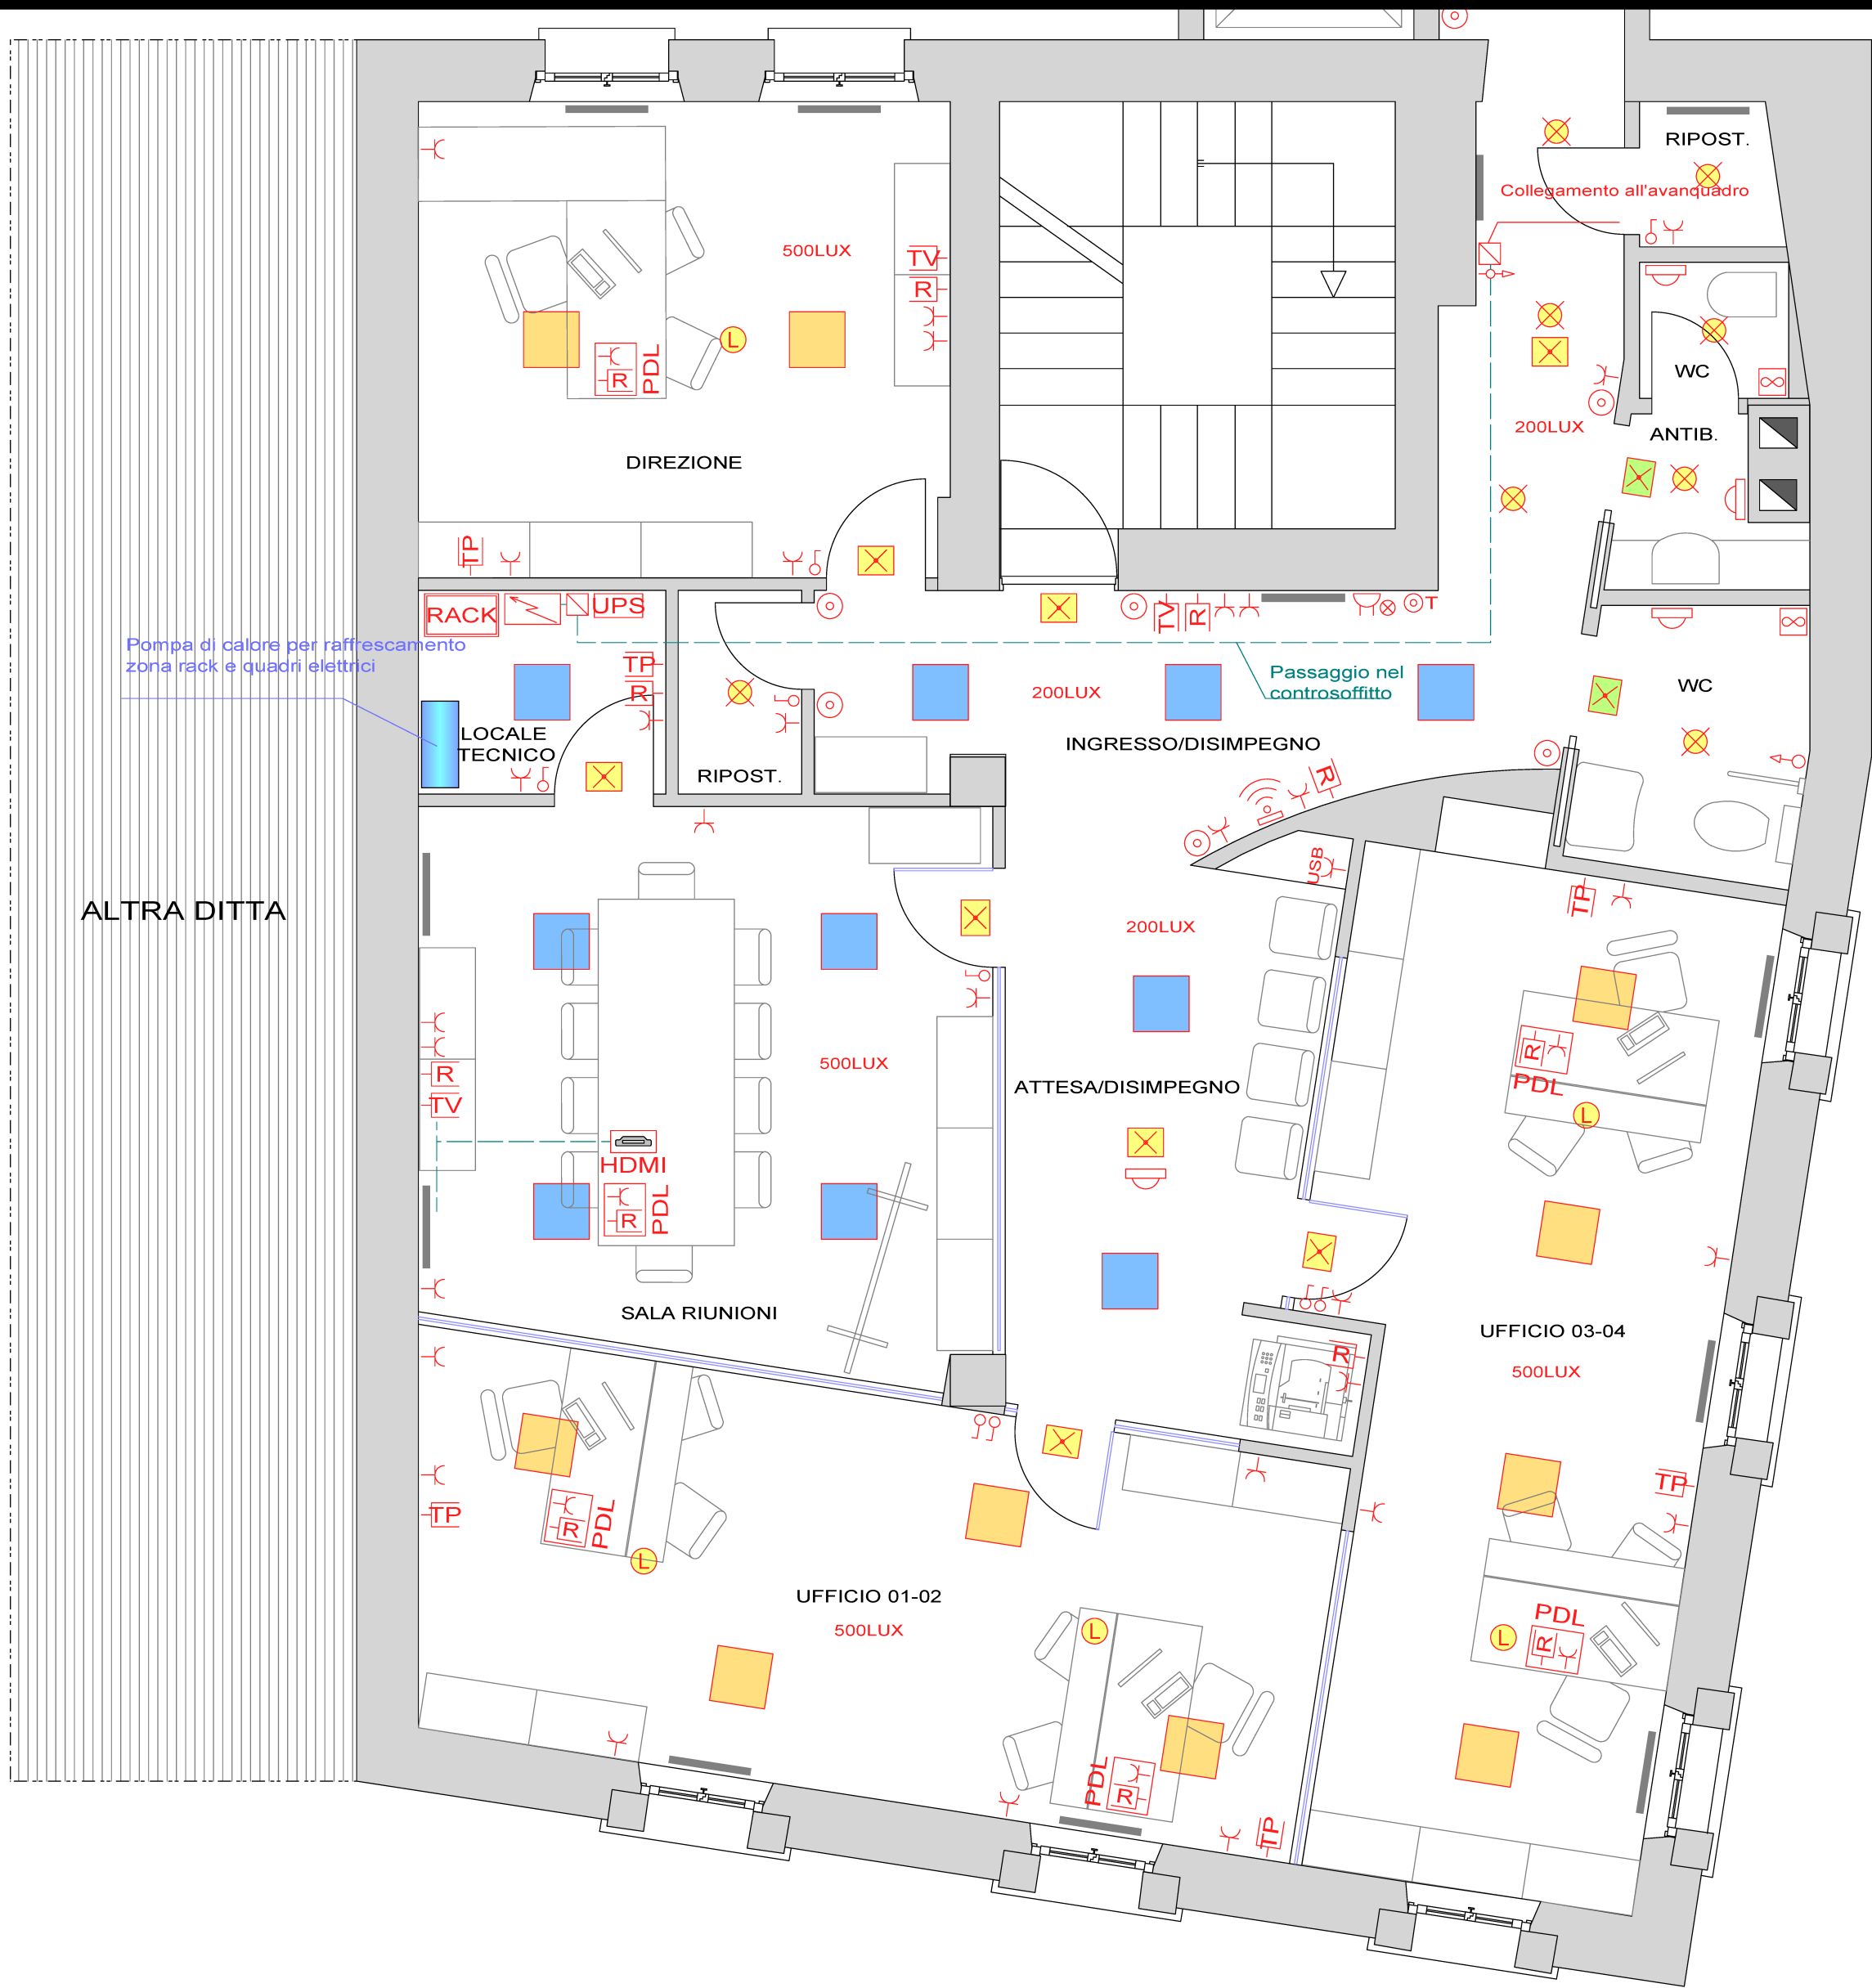 RIPOST.
Collegamento all'avanquadro
500LUX
TV
R
L
R
PDL
WC
200LUX
ANTIB.
DIREZIONE
TP
RACK
UPS
TV
R
T
Pompa di calore per raffrescamento
zona rack e quadri elettrici
TP
R
200LUX
Passaggio nel
controsoffitto
WC
LOCALE
TECNICO
RIPOST.
INGRESSO/DISIMPEGNO
R
USB
TP
ALTRA DITTA
200LUX
500LUX
R
TV
ATTESA/DISIMPEGNO
R
PDL
L
HDMI
R
PDL
SALA RIUNIONI
UFFICIO 03-04
500LUX
R
TP
TP
R
PDL
L
UFFICIO 01-02
500LUX
L
PDL
R
L
PDL
R
TP